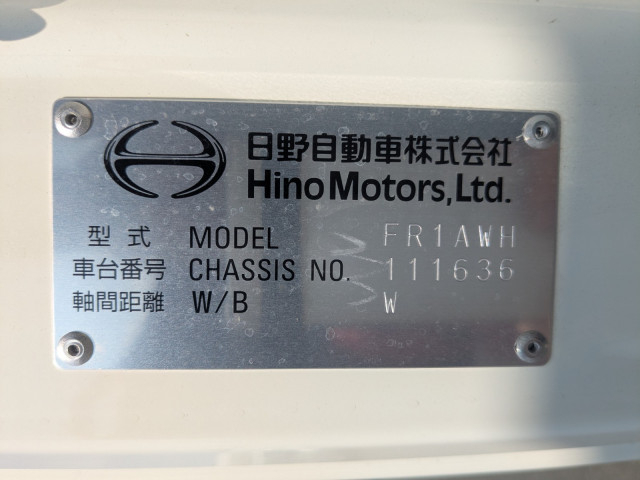 日野自動車株式会社
Hino Motors, Ltd.
型式 MODEL FR1AWH
車台番号 CHASSIS NO. 111636
軸間距離 W/B W